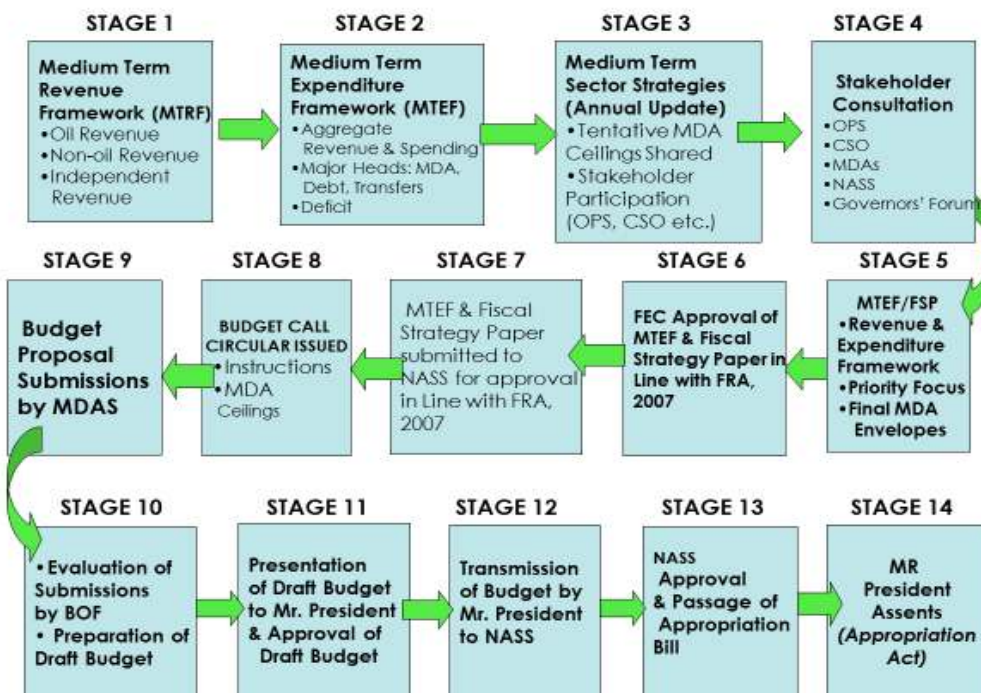 STAGE 1
Medium Term
Revenue
Framework (MTRF)
•Oil Revenue
•Non-oil Revenue
•Independent
Revenue
STAGE 2
Medium Term
Expenditure
Framework (MTEF)
•Aggregate
Revenue & Spending
•Major Heads: MDA,
Debt, Transfers
•Deficit
STAGE 3
Medium Term
Sector Strategies
(Annual Update)
•Tentative MDA
Ceilings Shared
•Stakeholder
Participation
(OPS, CSO etc.)
STAGE 4
Stakeholder
Consultation
•OPS
•CSO
•MDAs
•NASS
•Governors' Forum
STAGE 5
MTEF/FSP
•Revenue &
Expenditure
Framework
•Priority Focus
•Final MDA
Envelopes
STAGE 6
FEC Approval of
MTEF & Fiscal
Strategy Paper in
Line with FRA,
2007
STAGE 7
MTEF & Fiscal
Strategy Paper
submitted to
NASS for approval
in Line with FRA,
2007
STAGE 8
BUDGET CALL
CIRCULAR ISSUED
•Instructions
•MDA
Ceilings
STAGE 9
Budget
Proposal
Submissions
by MDAS
STAGE 10
•Evaluation of
Submissions
by BOF
• Preparation of
Draft Budget
STAGE 11
Presentation
of Draft Budget
to Mr. President
& Approval of
Draft Budget
STAGE 12
Transmission
of Budget by
Mr. President
to NASS
STAGE 13
NASS
Approval
& Passage of
Appropriation
Bill
STAGE 14
MR
President
Assents
(Appropriation
Act)